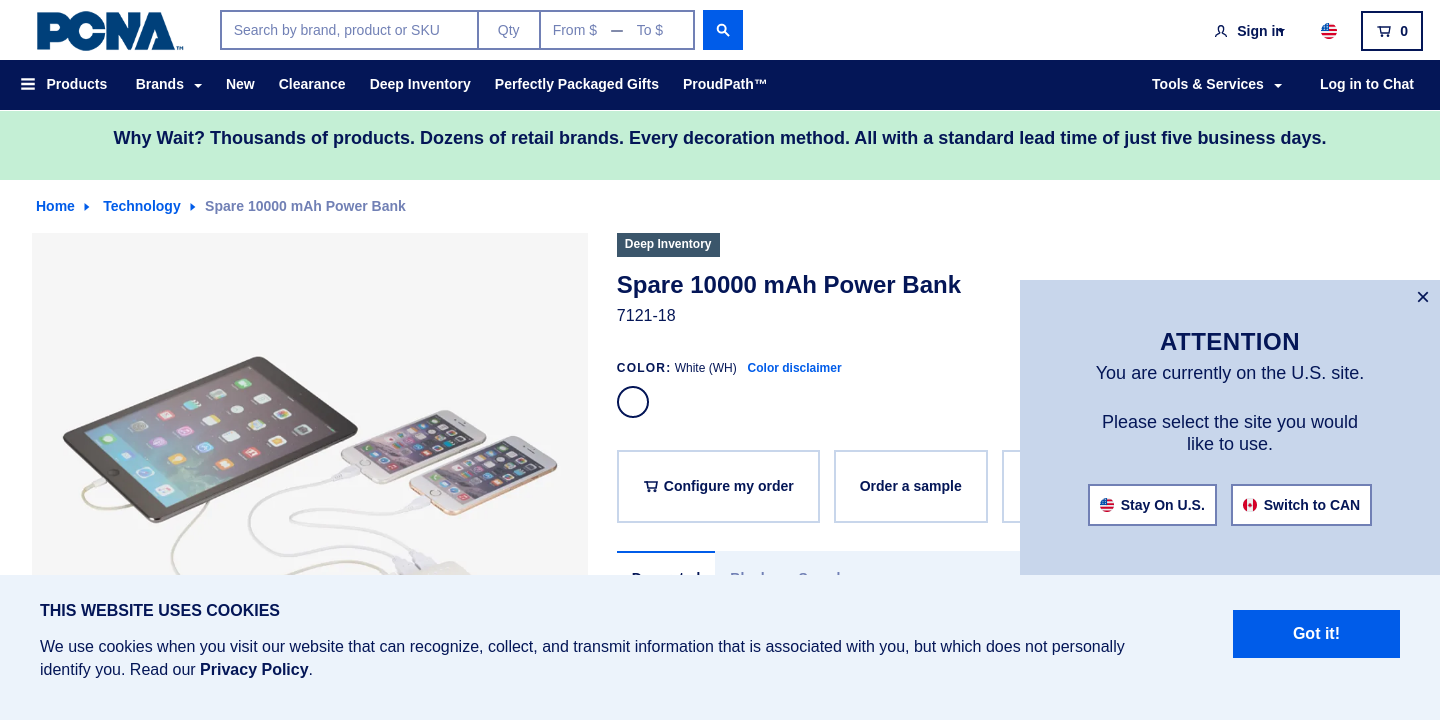 PCNA™
Search by brand, product or SKU Qty From $ — To $
Sign in
0
Products Brands New Clearance Deep Inventory Perfectly Packaged Gifts ProudPath™ Tools & Services Log in to Chat
Why Wait? Thousands of products. Dozens of retail brands. Every decoration method. All with a standard lead time of just five business days.
Home Technology Spare 10000 mAh Power Bank
Deep Inventory
Spare 10000 mAh Power Bank
7121-18
COLOR: White (WH) Color disclaimer
Configure my order Order a sample
×
ATTENTION
You are currently on the U.S. site.
Please select the site you would
like to use.
Stay On U.S. Switch to CAN
THIS WEBSITE USES COOKIES
We use cookies when you visit our website that can recognize, collect, and transmit information that is associated with you, but which does not personally
identify you. Read our Privacy Policy.
Got it!